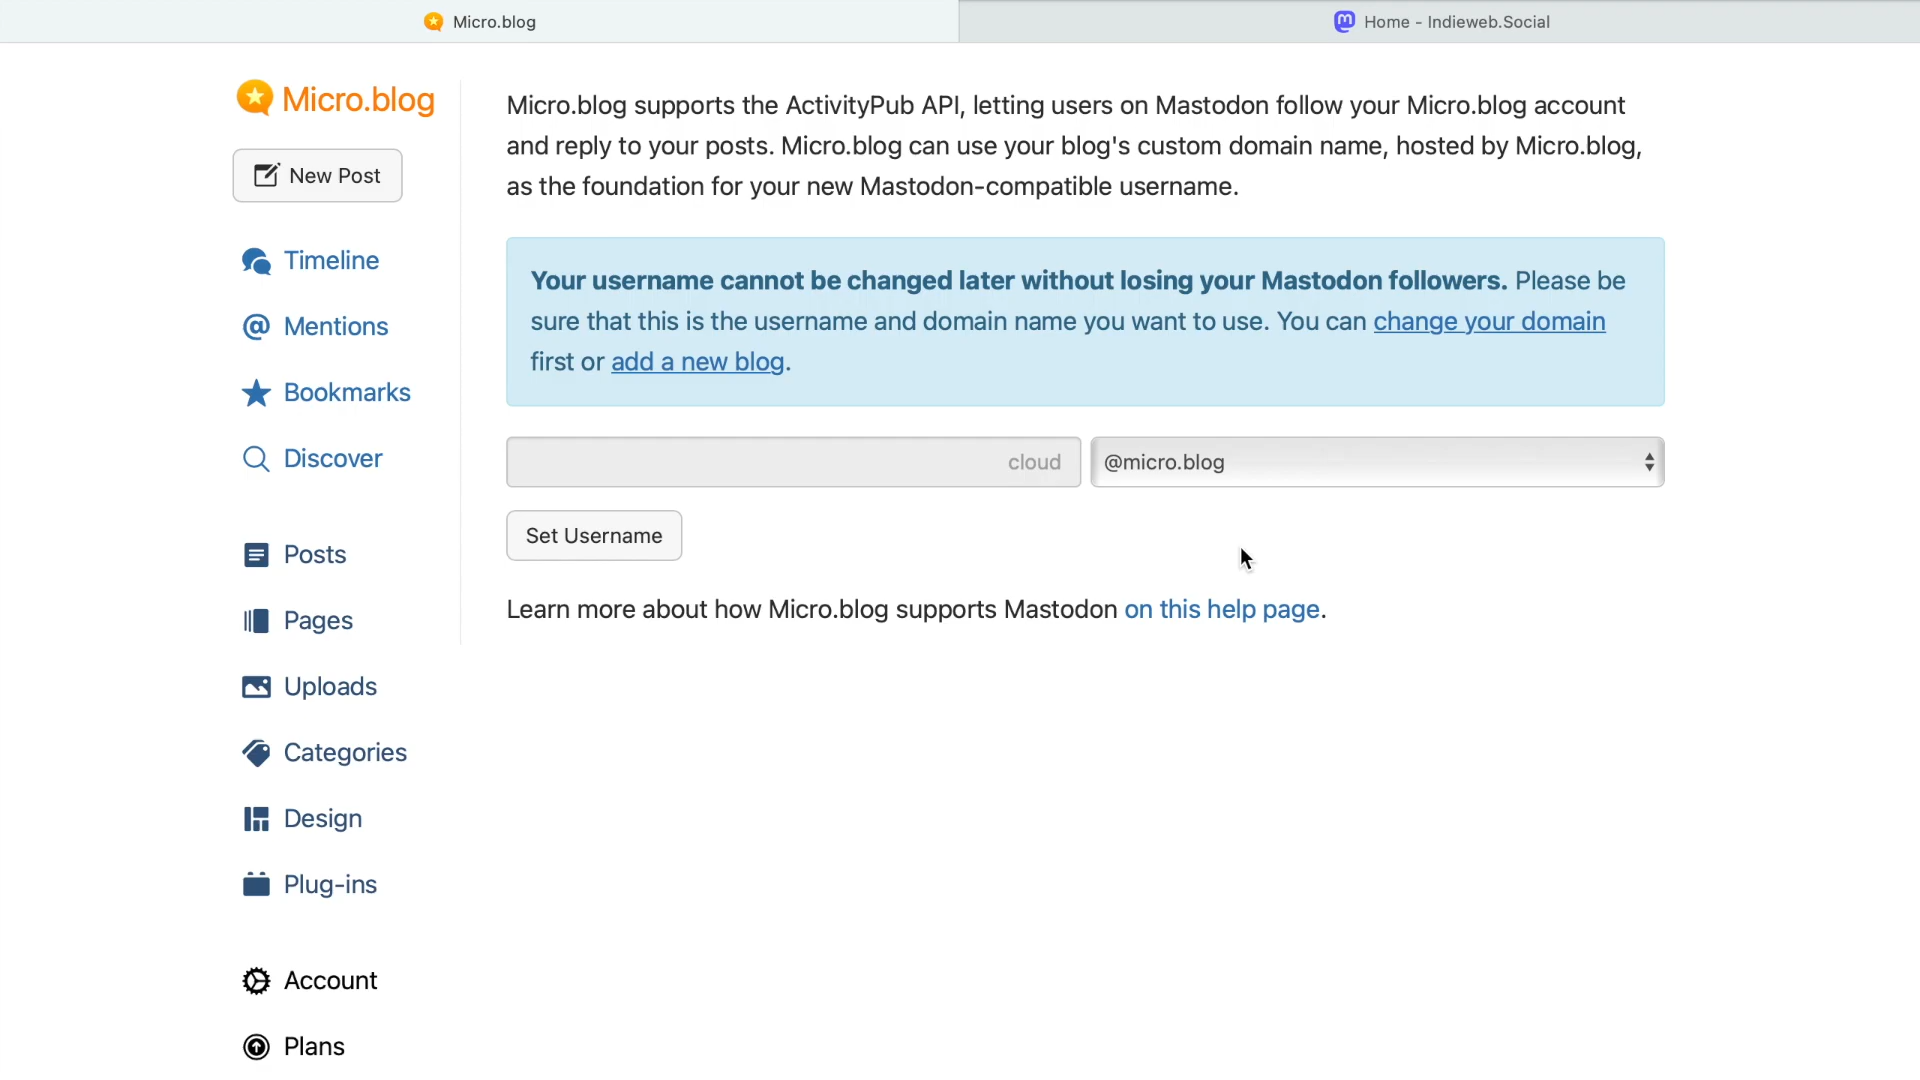 Micro.blog
Home - Indieweb.Social
Micro.blog
New Post
Timeline
Mentions
Bookmarks
Discover
Posts
Pages
Uploads
Categories
Design
Plug-ins
Account
Plans
Micro.blog supports the ActivityPub API, letting users on Mastodon follow your Micro.blog account
and reply to your posts. Micro.blog can use your blog's custom domain name, hosted by Micro.blog,
as the foundation for your new Mastodon-compatible username.
Your username cannot be changed later without losing your Mastodon followers. Please be
sure that this is the username and domain name you want to use. You can change your domain
first or add a new blog.
cloud @micro.blog
Set Username
Learn more about how Micro.blog supports Mastodon on this help page.